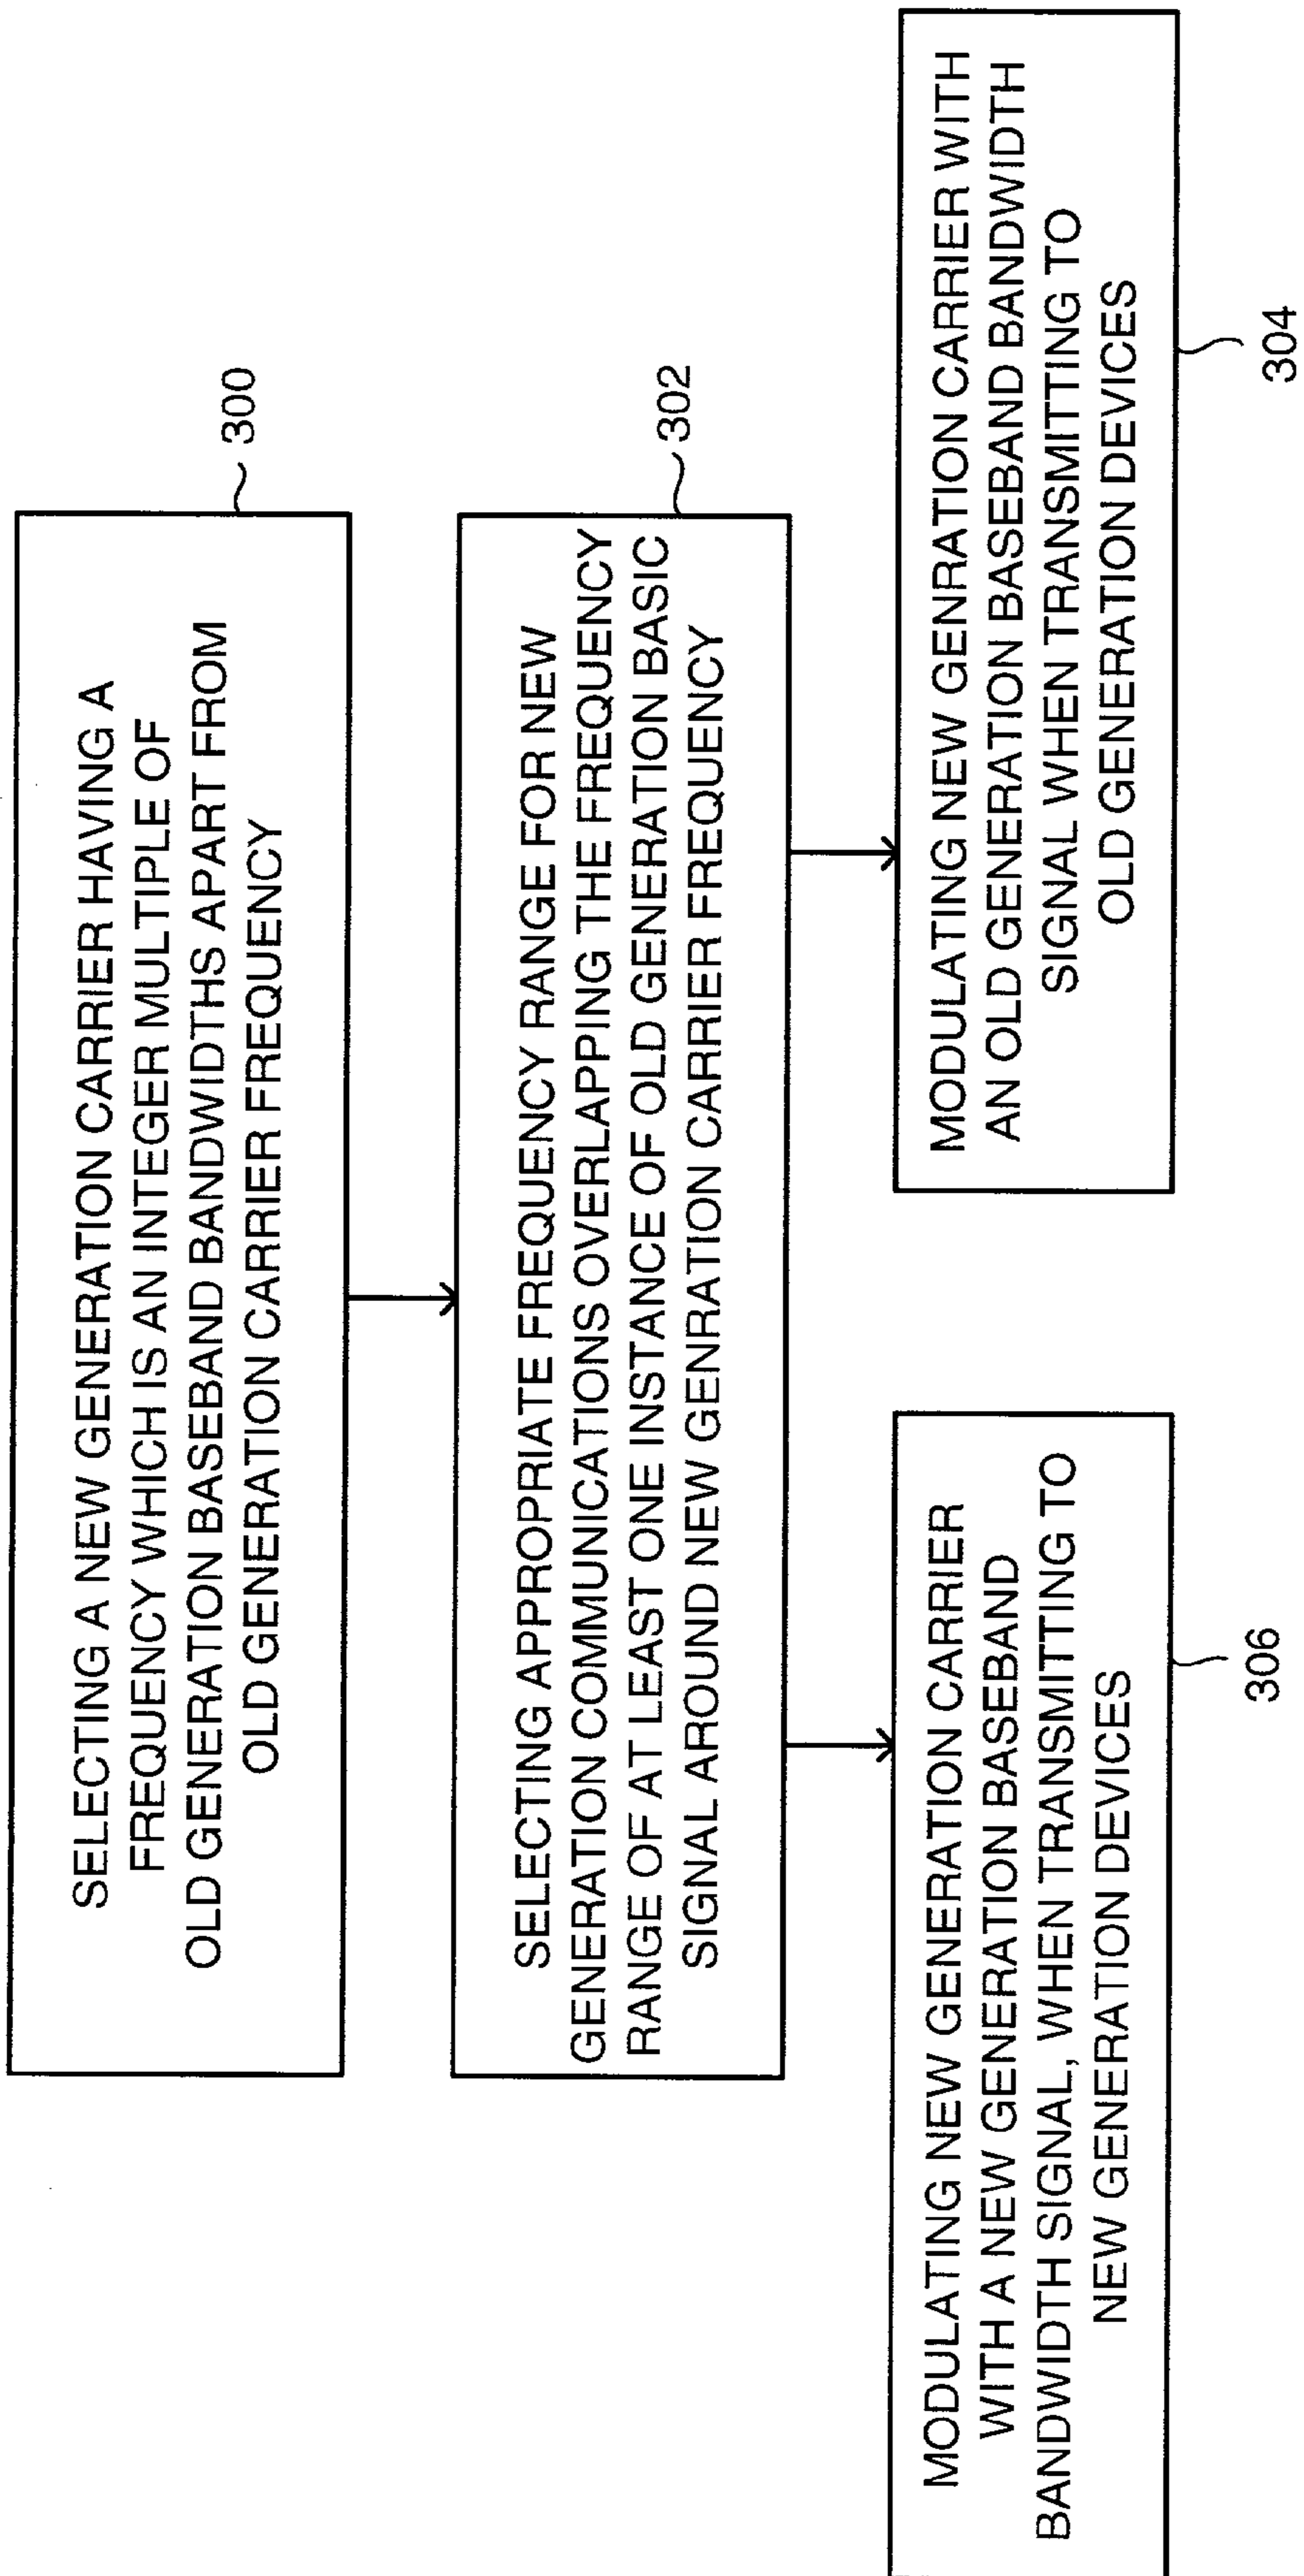 SELECTING A NEW GENERATION CARRIER HAVING A
FREQUENCY WHICH IS AN INTEGER MULTIPLE OF
OLD GENERATION BASEBAND BANDWIDTHS APART FROM
OLD GENERATION CARRIER FREQUENCY
300
SELECTING APPROPRIATE FREQUENCY RANGE FOR NEW
GENERATION COMMUNICATIONS OVERLAPPING THE FREQUENCY
RANGE OF AT LEAST ONE INSTANCE OF OLD GENERATION BASIC
SIGNAL AROUND NEW GENRATION CARRIER FREQUENCY
302
MODULATING NEW GENERATION CARRIER
WITH A NEW GENERATION BASEBAND
BANDWIDTH SIGNAL, WHEN TRANSMITTING TO
NEW GENERATION DEVICES
306
MODULATING NEW GENRATION CARRIER WITH
AN OLD GENERATION BASEBAND BANDWIDTH
SIGNAL WHEN TRANSMITTING TO
OLD GENERATION DEVICES
304